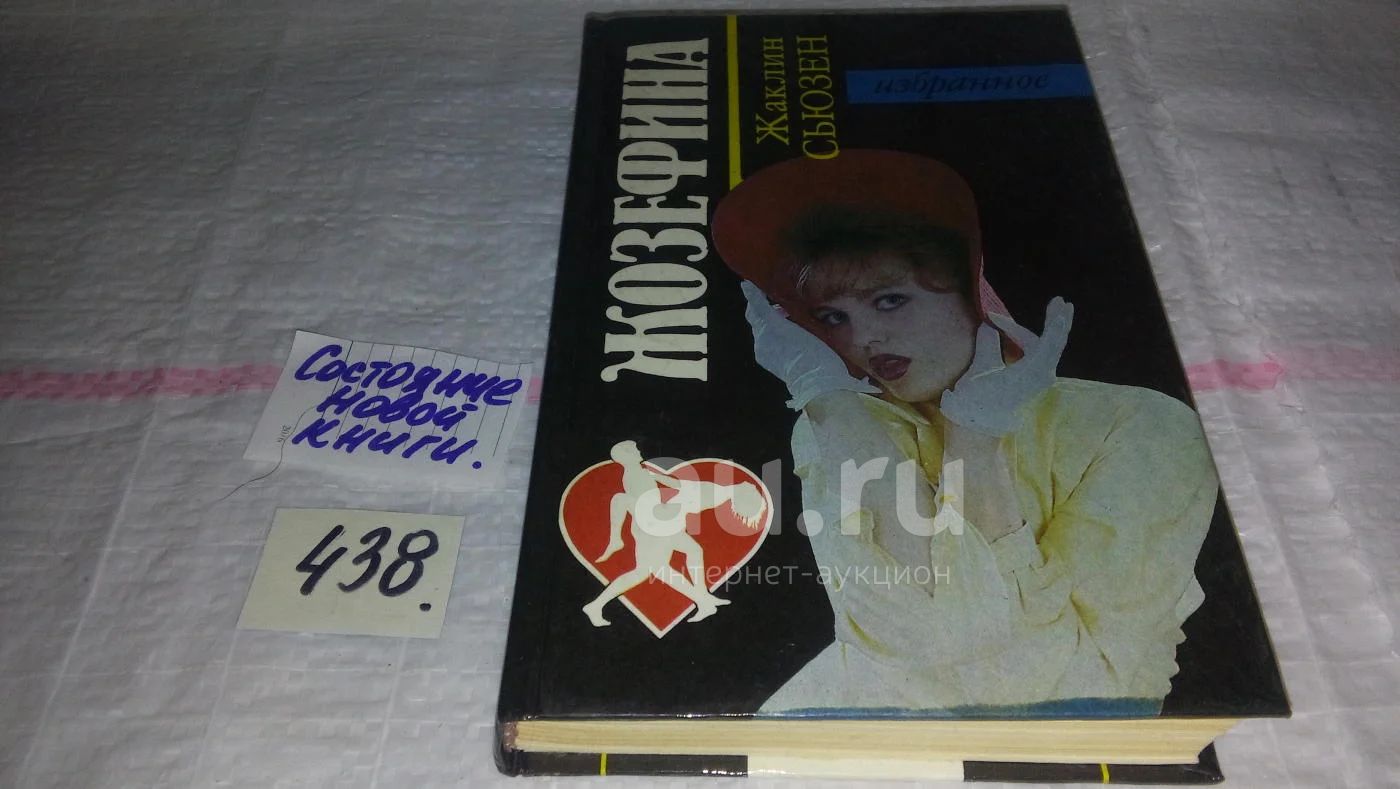 ЖОЗЕФИНА
Жаклин
СЬЮЗЕН
избранное
Состояние
новой
книги.
438.
au.ru
интернет-аукцион